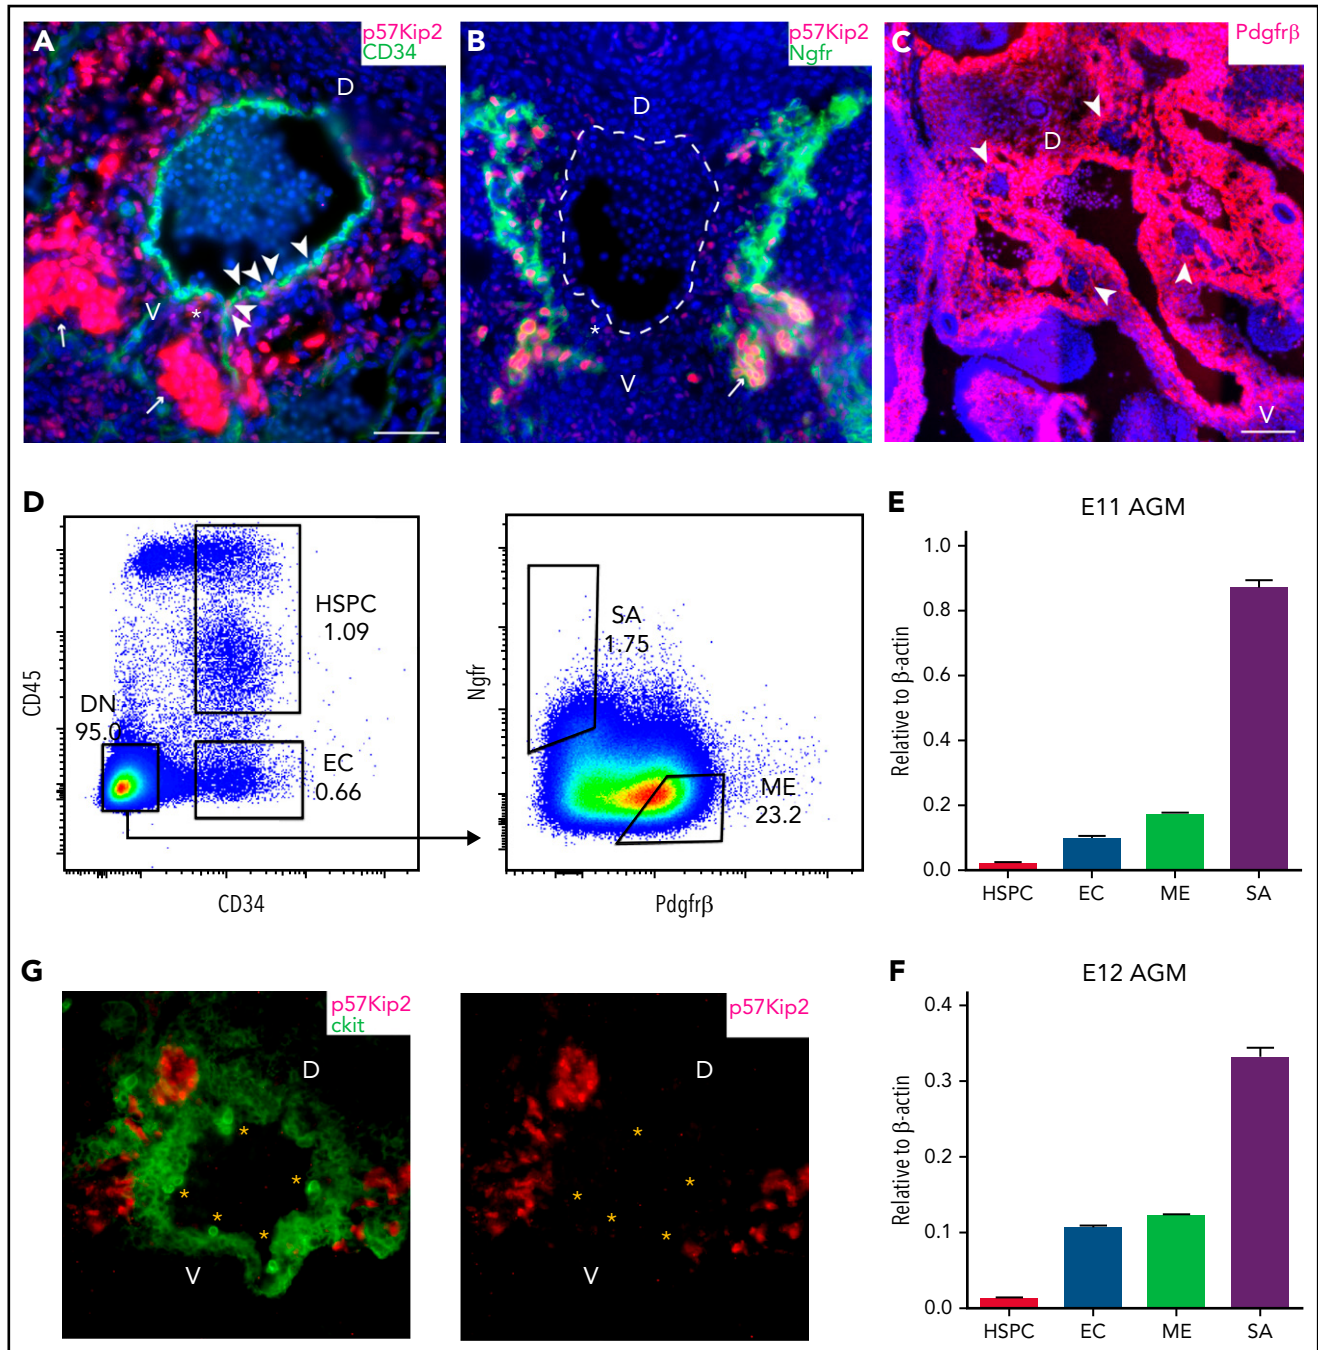 A
p57Kip2
CD34
D
V
*
B
p57Kip2
Ngfr
D
*
V
C
Pdgfrβ
D
V
D
CD45
HSPC
1.09
DN
95.0
EC
0.66
CD34
Ngfr
SA
1.75
ME
23.2
Pdgfrβ
E
E11 AGM
Relative to β-actin
1.0
0.8
0.6
0.4
0.2
0.0
HSPC EC ME SA
G
p57Kip2
ckit
D
*
*
*
*
*
V
p57Kip2
D
*
*
*
*
*
V
F
E12 AGM
Relative to β-actin
0.4
0.3
0.2
0.1
0.0
HSPC EC ME SA